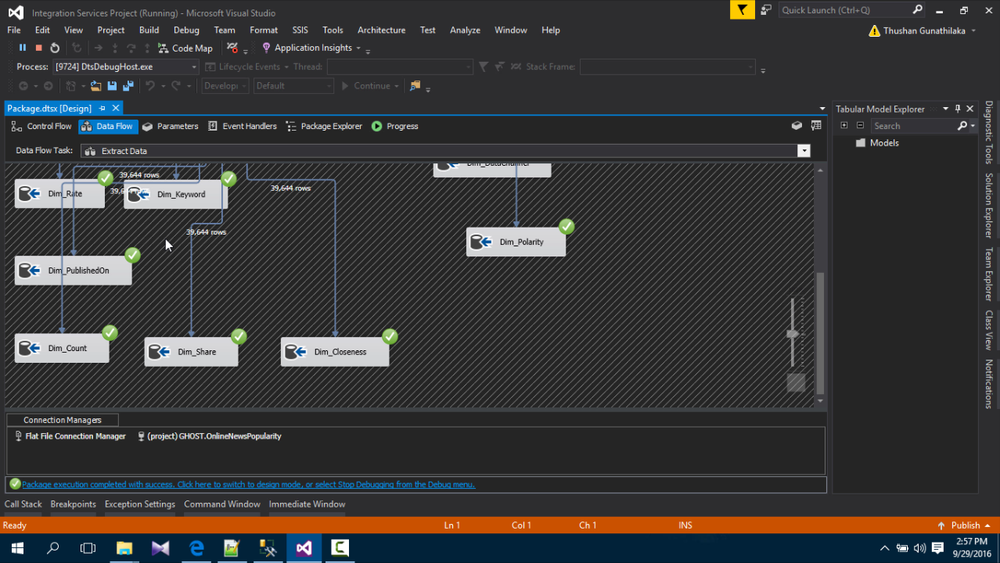 Integration Services Project (Running) - Microsoft Visual Studio
Quick Launch (Ctrl+Q)
File Edit View Project Build Debug Team Format SSIS Tools Architecture Test Analyze Window Help
Thushan Gunathilaka
Code Map
Application Insights
Process: [9724] DtsDebugHost.exe
Lifecycle Events
Thread:
Stack Frame:
Develop
Default
Continue
Package.dtsx [Design]
Control Flow
Data Flow
Parameters
Event Handlers
Package Explorer
Progress
Data Flow Task: Extract Data
39,644 rows
Dim_Rate
Dim_Keyword
39,644 rows
39,644 rows
Dim_PublishedOn
Dim_Polarity
Dim_Count
Dim_Share
Dim_Closeness
Connection Managers
Flat File Connection Manager
(project) GHOST.OnlineNewsPopularity
Package execution completed with success. Click here to switch to design mode, or select Stop Debugging from the Debug menu.
Call Stack Breakpoints Exception Settings Command Window Immediate Window
Tabular Model Explorer
Search
Models
Diagnostic Tools
Solution Explorer
Team Explorer
Class View
Notifications
Ready
Ln 1
Col 1
Ch 1
INS
Publish
2:57 PM
9/29/2016